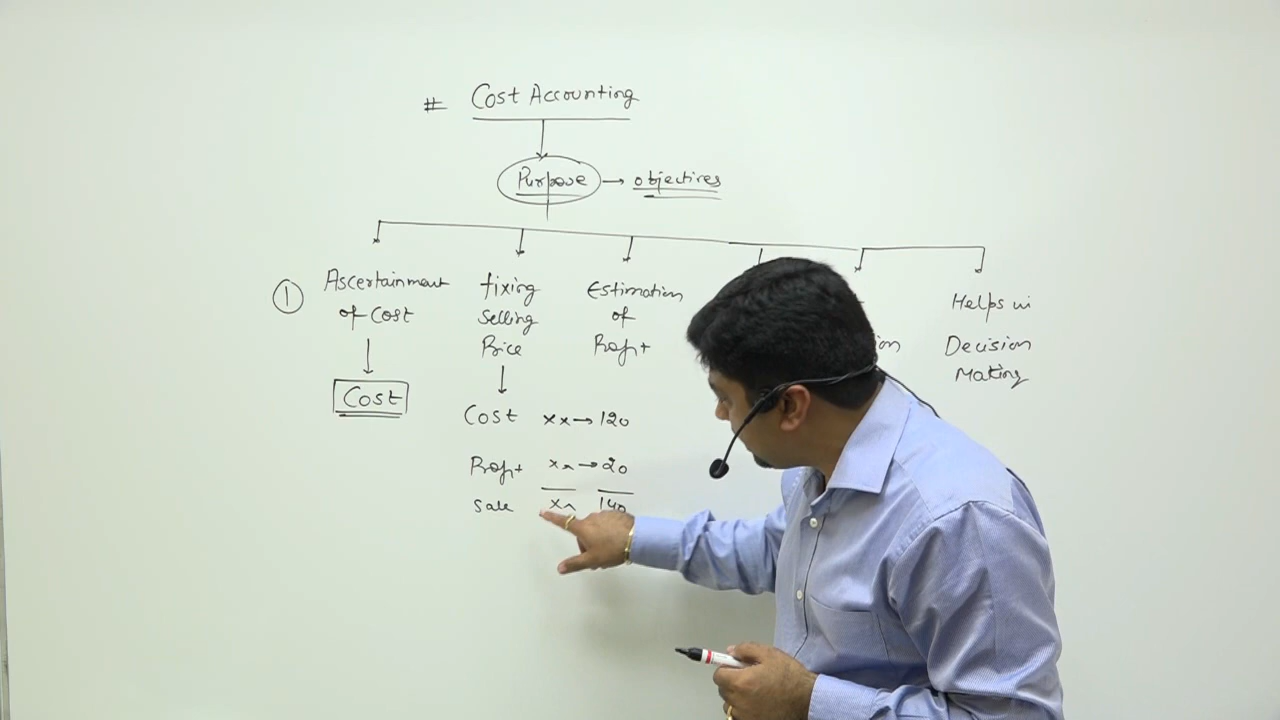 # Cost Accounting
Purpose → objectives
① Ascertainment
of Cost
Cost
fixing
Selling
Price
Cost xx → 120
Profit xx → 20
Sale xx 140
Estimation
of
Profit
Helps in
Decision
Making